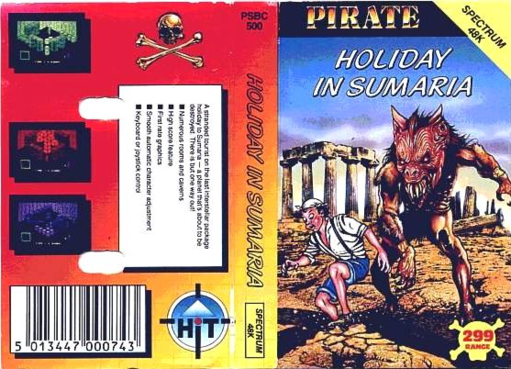 PSBC
500
A stranded tourist on the last interstellar package
holiday to Sumaria — a planet that's about to be
destroyed. There is but one way out!
■ Numerous rooms and caverns
■ High score feature
■ First rate graphics
■ Smooth automatic character adjustment
■ Keyboard or joystick control
5 013447 000743
HiT
HOLIDAY IN SUMARIA
SPECTRUM
48K
PIRATE
SPECTRUM
48K
HOLIDAY
IN SUMARIA
299
RANGE